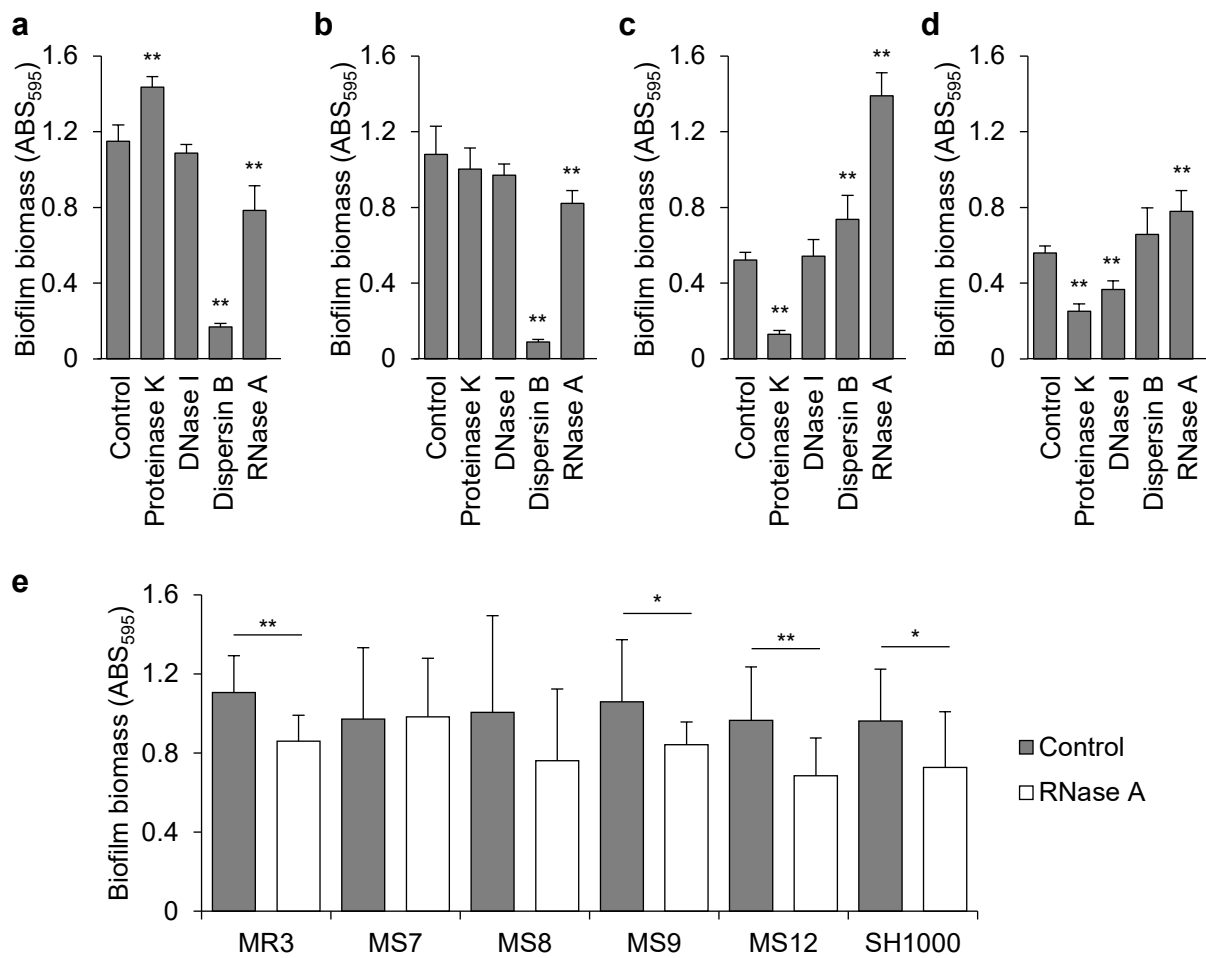 a
Biofilm biomass (ABS595)
1.6
1.2
0.8
0.4
0
**
**
**
Control
Proteinase K
DNase I
Dispersin B
RNase A
b
Biofilm biomass (ABS595)
1.6
1.2
0.8
0.4
0
**
**
Control
Proteinase K
DNase I
Dispersin B
RNase A
c
Biofilm biomass (ABS595)
1.6
1.2
0.8
0.4
0
**
**
**
Control
Proteinase K
DNase I
Dispersin B
RNase A
d
Biofilm biomass (ABS595)
1.6
1.2
0.8
0.4
0
**
**
**
Control
Proteinase K
DNase I
Dispersin B
RNase A
e
Biofilm biomass (ABS595)
1.6
1.2
0.8
0.4
0
**
*
**
*
MR3
MS7
MS8
MS9
MS12
SH1000
Control
RNase A